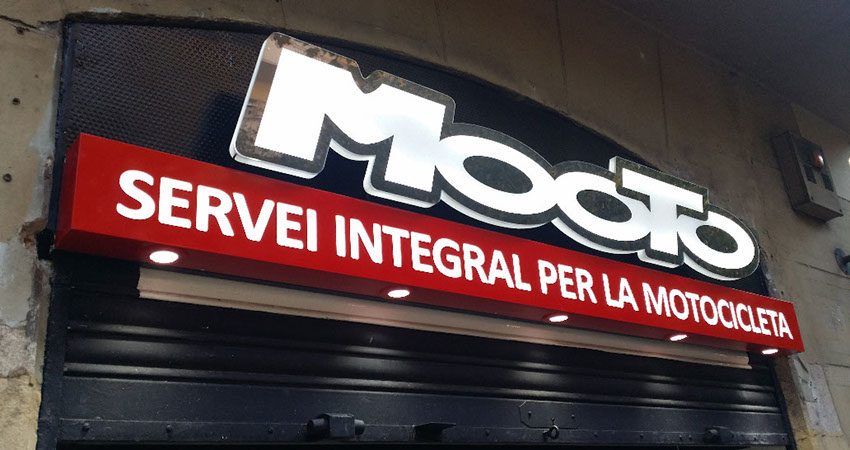 MOOTO
SERVEI INTEGRAL PER LA MOTOCICLETA